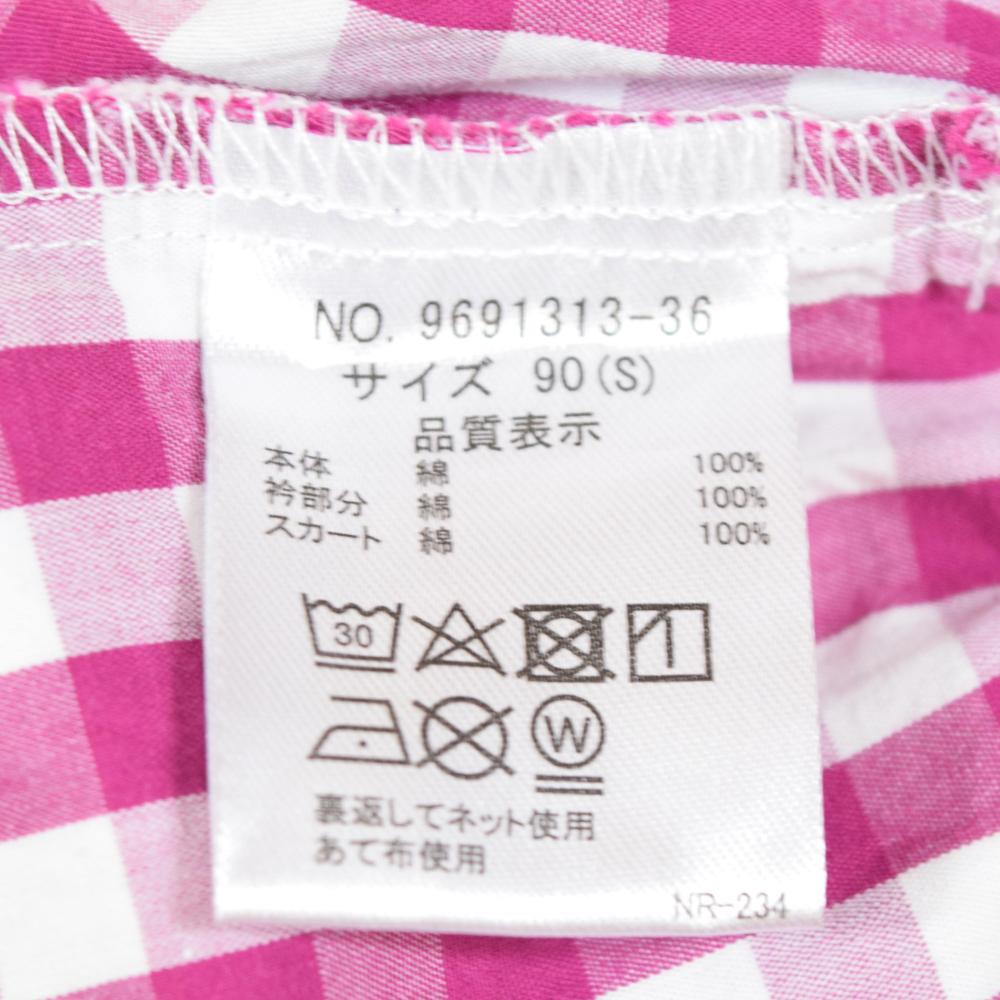 NO. 9691313-36
サイズ 90(S)
品質表示
本体 綿 100%
衿部分 綿 100%
スカート 綿 100%
30
W
裏返してネット使用
あて布使用
NR-234